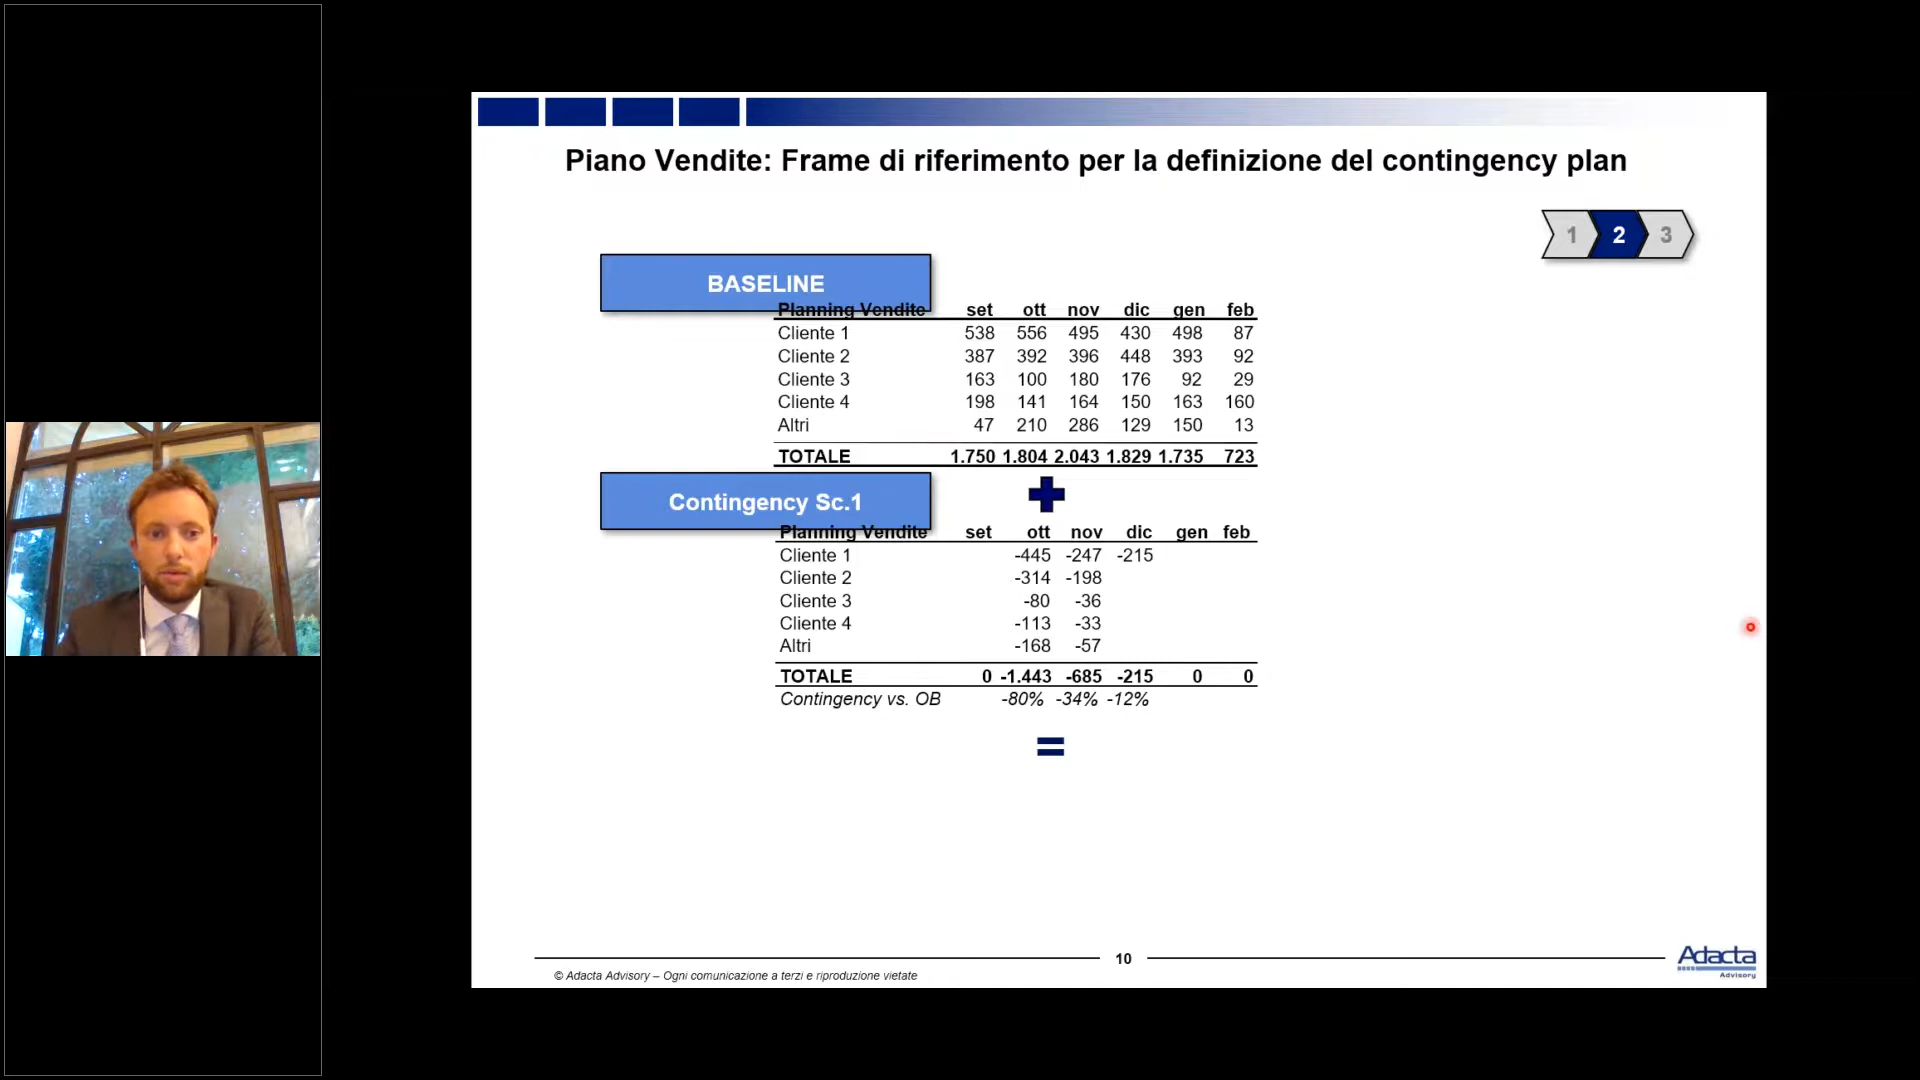 Piano Vendite: Frame di riferimento per la definizione del contingency plan
1 2 3
BASELINE
Planning Vendite set ott nov dic gen feb
Cliente 1 538 556 495 430 498 87
Cliente 2 387 392 396 448 393 92
Cliente 3 163 100 180 176 92 29
Cliente 4 198 141 164 150 163 160
Altri 47 210 286 129 150 13
TOTALE 1.750 1.804 2.043 1.829 1.735 723
Contingency Sc.1
Planning Vendite set ott nov dic gen feb
Cliente 1 -445 -247 -215
Cliente 2 -314 -198
Cliente 3 -80 -36
Cliente 4 -113 -33
Altri -168 -57
TOTALE 0 -1.443 -685 -215 0 0
Contingency vs. OB -80% -34% -12%
=
10
© Adacta Advisory – Ogni comunicazione a terzi e riproduzione vietate
Adacta
Advisory